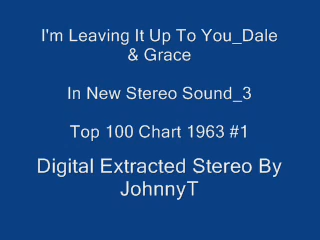 I'm Leaving It Up To You_Dale
& Grace
In New Stereo Sound_3
Top 100 Chart 1963 #1
Digital Extracted Stereo By
JohnnyT